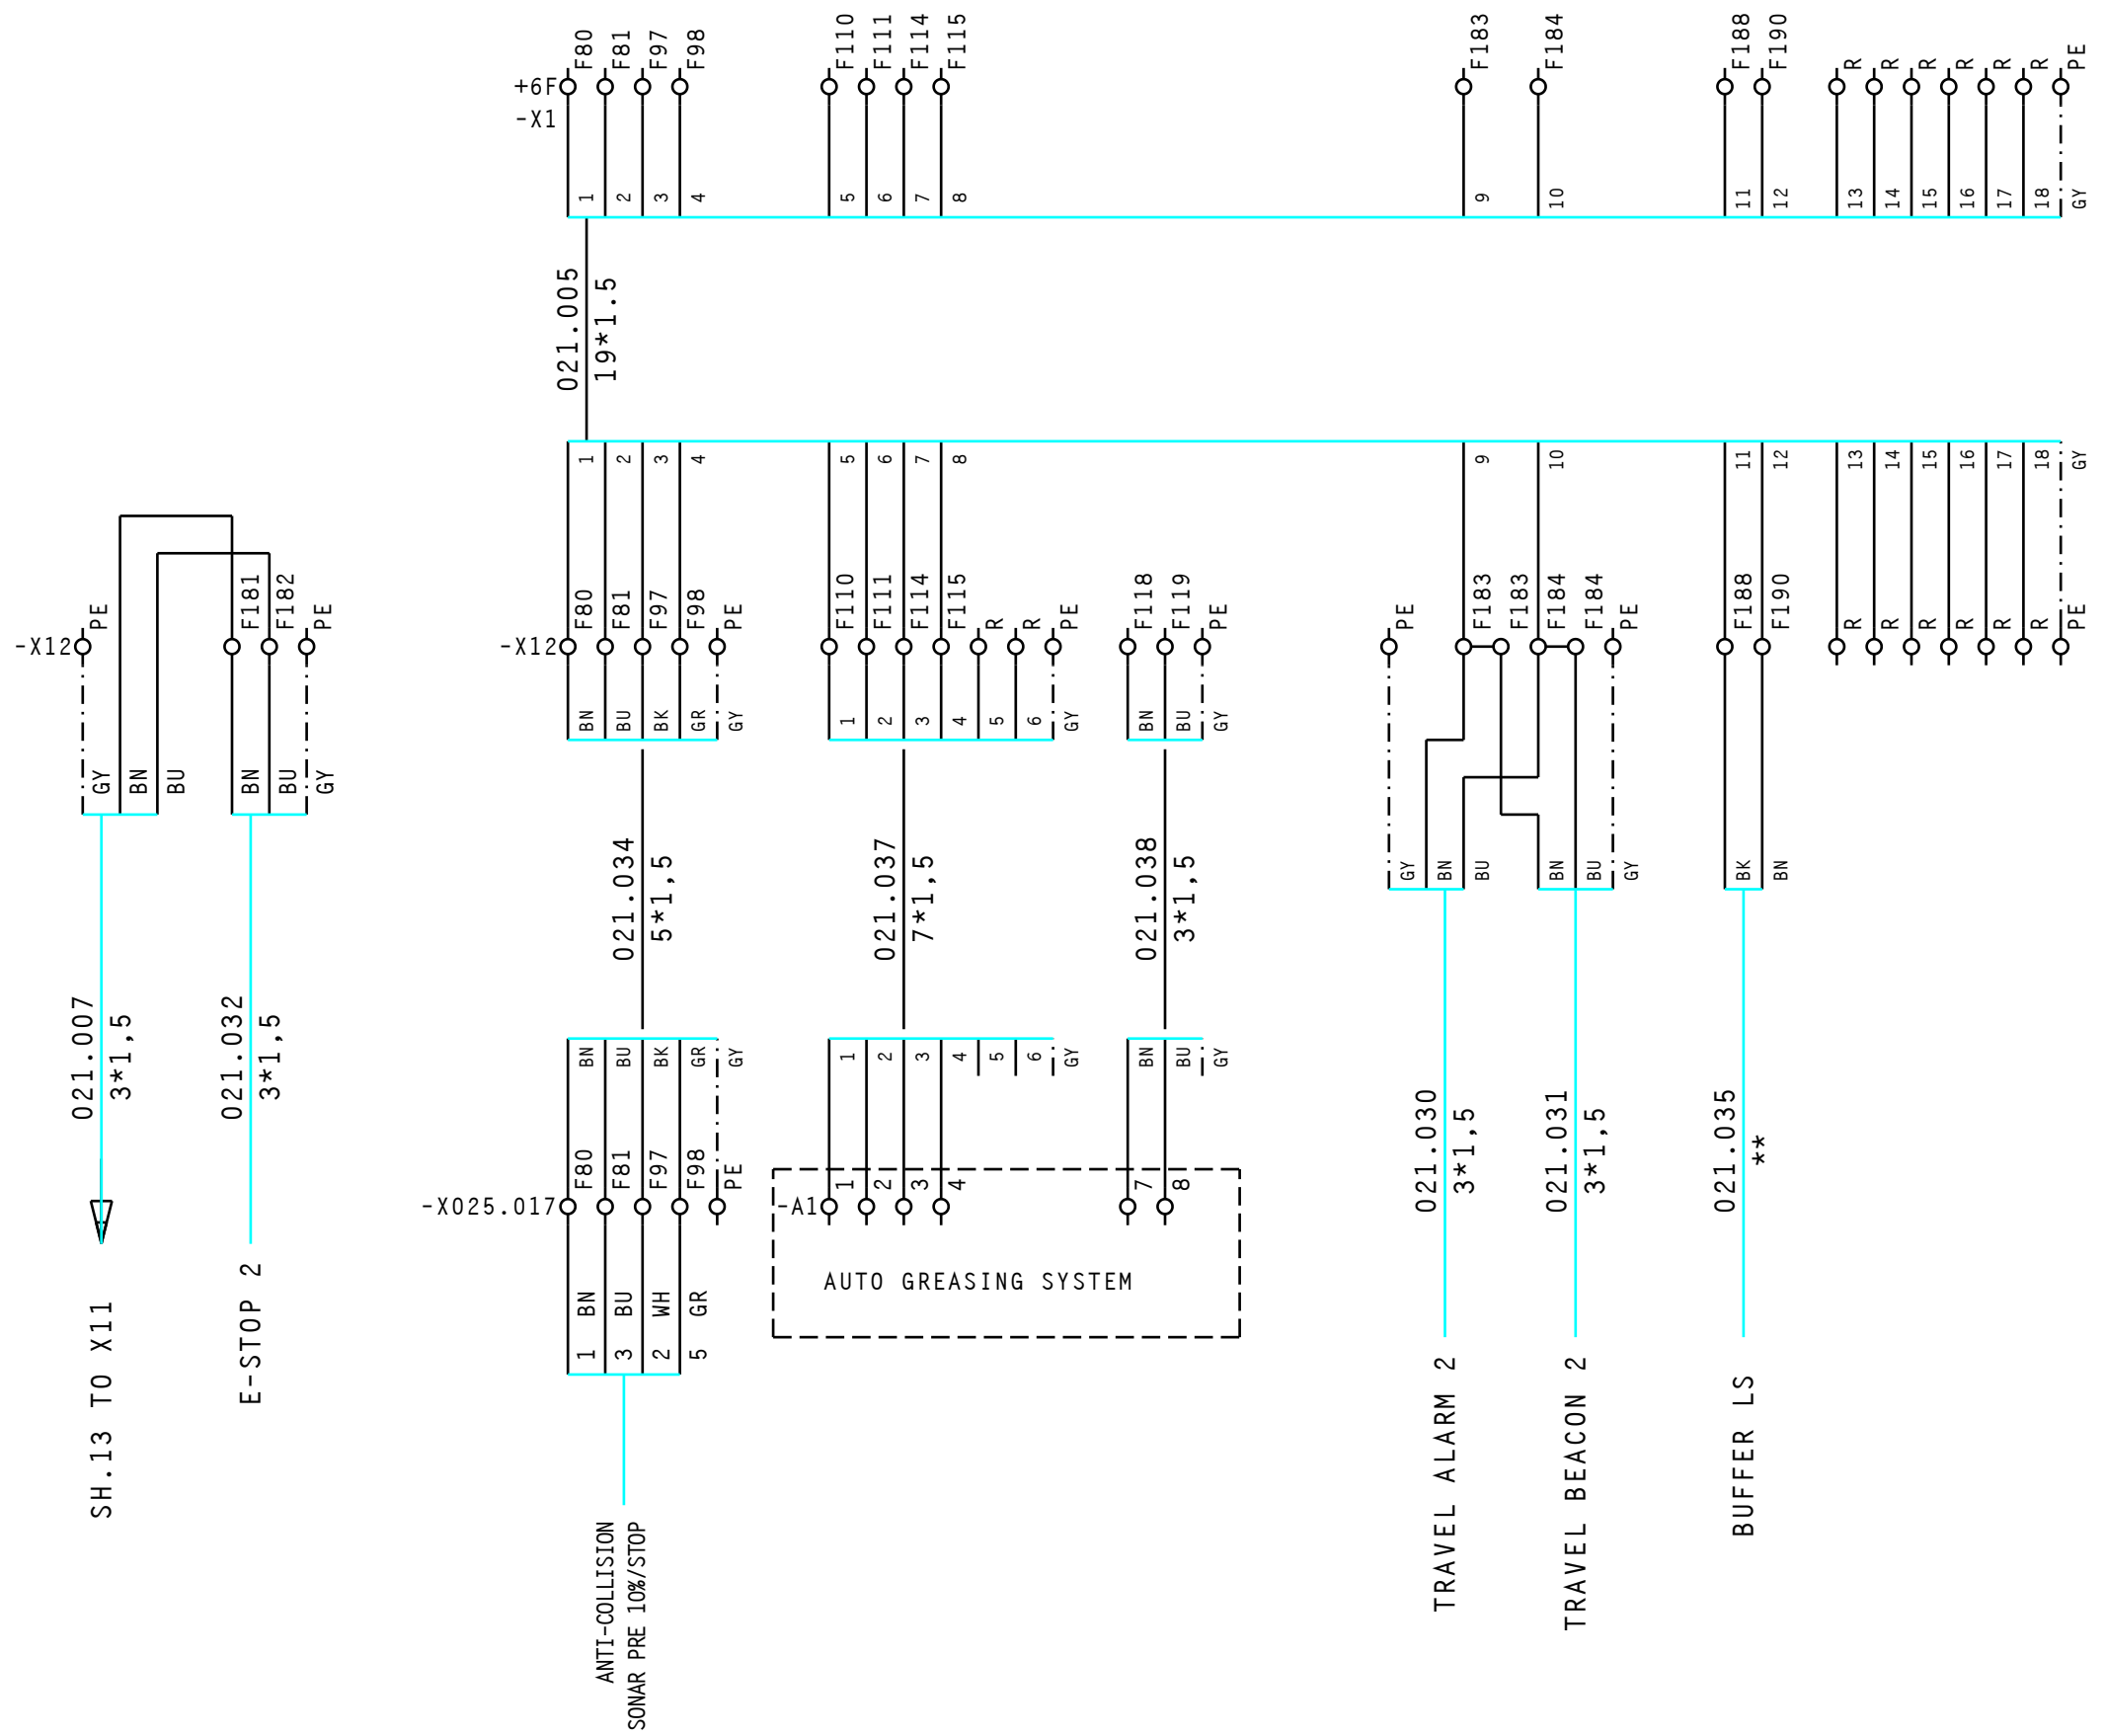 F80 F81 F97 F98 F110 F111 F114 F115 F183 F184 F188 F190 R R R R R R PE
+6F
-X1
1 2 3 4 5 6 7 8 9 10 11 12 13 14 15 16 17 18 GY
021.005
19*1.5
1 2 3 4 5 6 7 8 9 10 11 12 13 14 15 16 17 18 GY
PE F181 F182 PE
-X12
GY BN BU BN BU GY
021.007
3*1,5
SH.13 TO X11
021.032
3*1,5
E-STOP 2
F80 F81 F97 F98 PE
-X12
BN BU BK GR GY
021.034
5*1,5
BN BU BK GR GY
F80 F81 F97 F98 PE
-X025.017
BN BU WH GR
1 3 2 5
ANTI-COLLISION
SONAR PRE 10%/STOP
F110 F111 F114 F115 R R PE
1 2 3 4 5 6 GY
021.037
7*1,5
1 2 3 4 5 6 GY
F118 F119 PE
BN BU GY
021.038
3*1,5
BN BU GY
1 2 3 4 7 8
-A1
AUTO GREASING SYSTEM
PE F183 F183 F184 F184 PE
GY BN BU BN BU GY
021.030
3*1,5
TRAVEL ALARM 2
021.031
3*1,5
TRAVEL BEACON 2
F188 F190
BK BN
021.035
**
BUFFER LS
R R R R R R PE